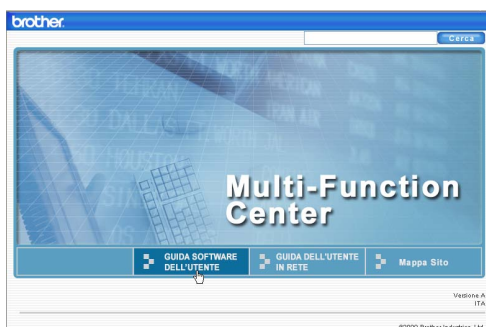 brother.
Cerca
Multi-Function
Center
GUIDA SOFTWARE
DELL'UTENTE
GUIDA DELL'UTENTE
IN RETE
Mappa Sito
Versione A
ITA